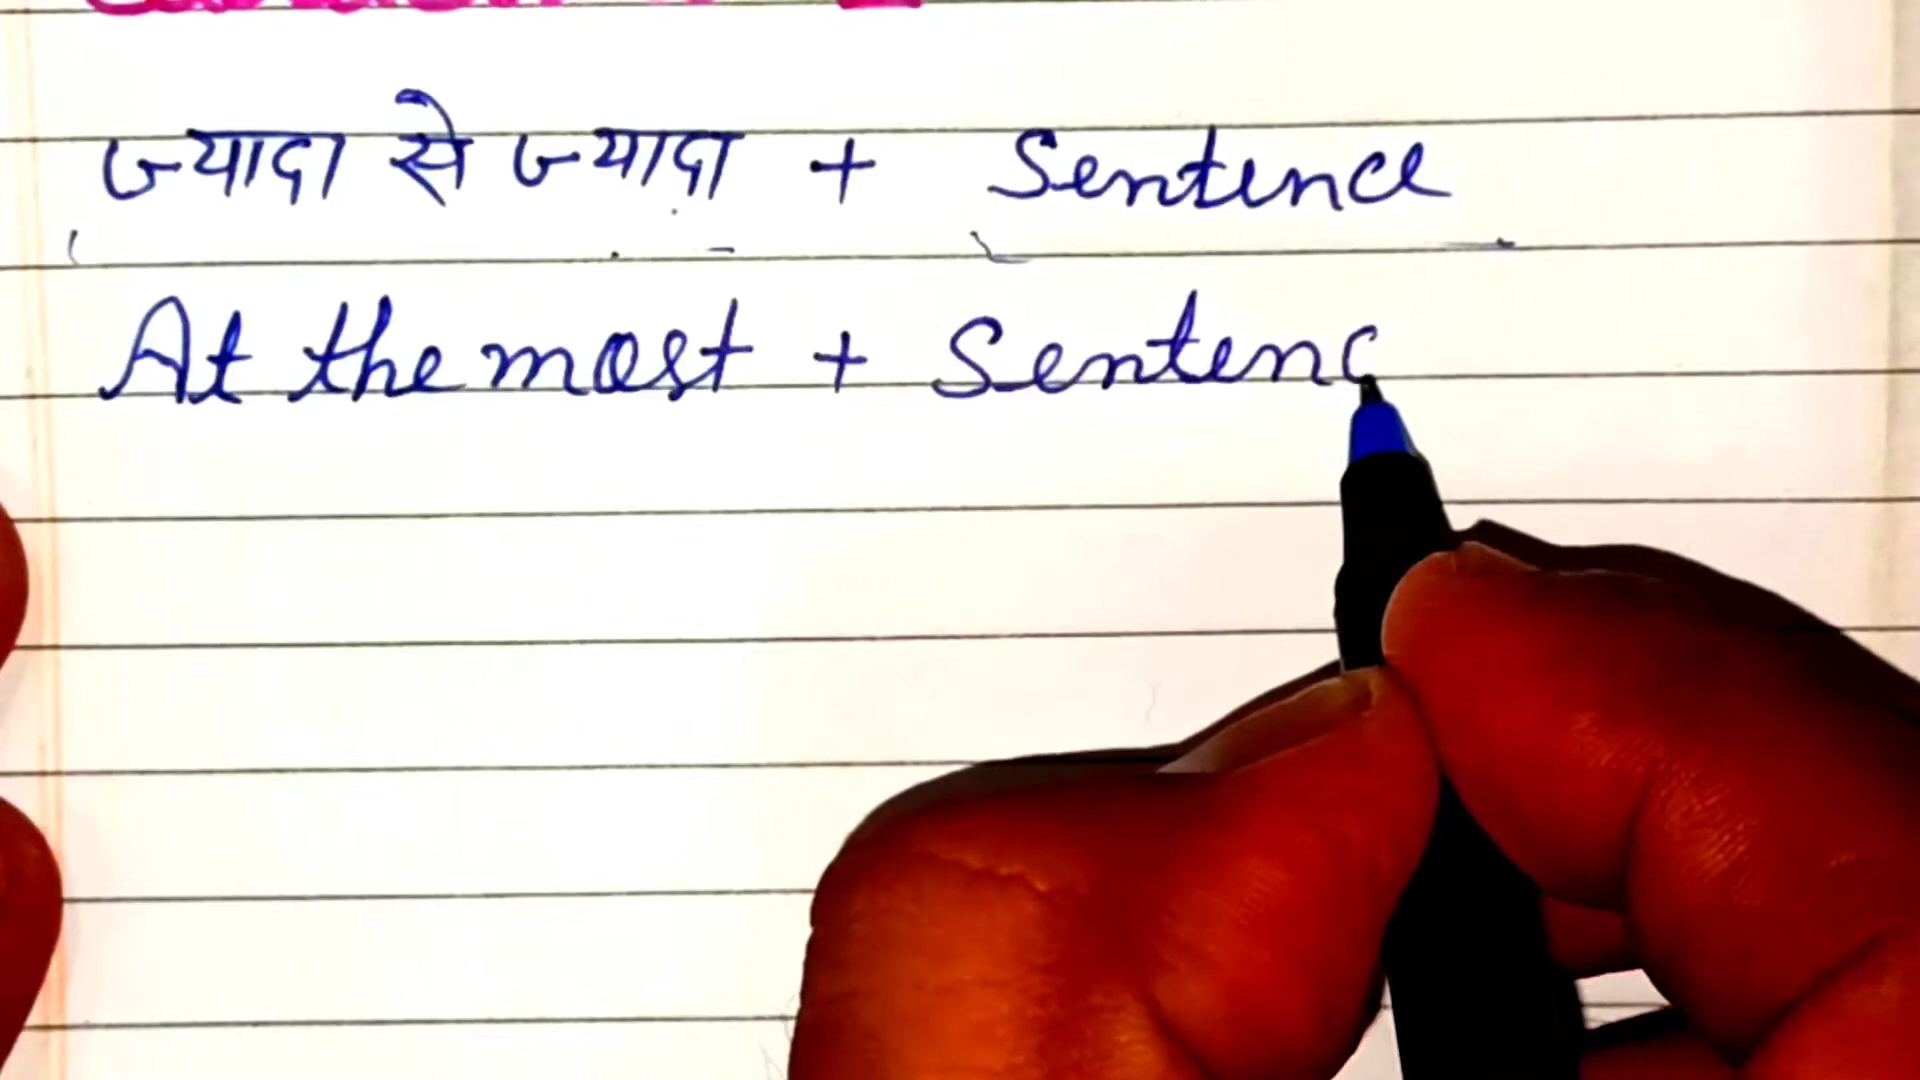 ज्यादा से ज्यादा + Sentence
At the most + Sentenc